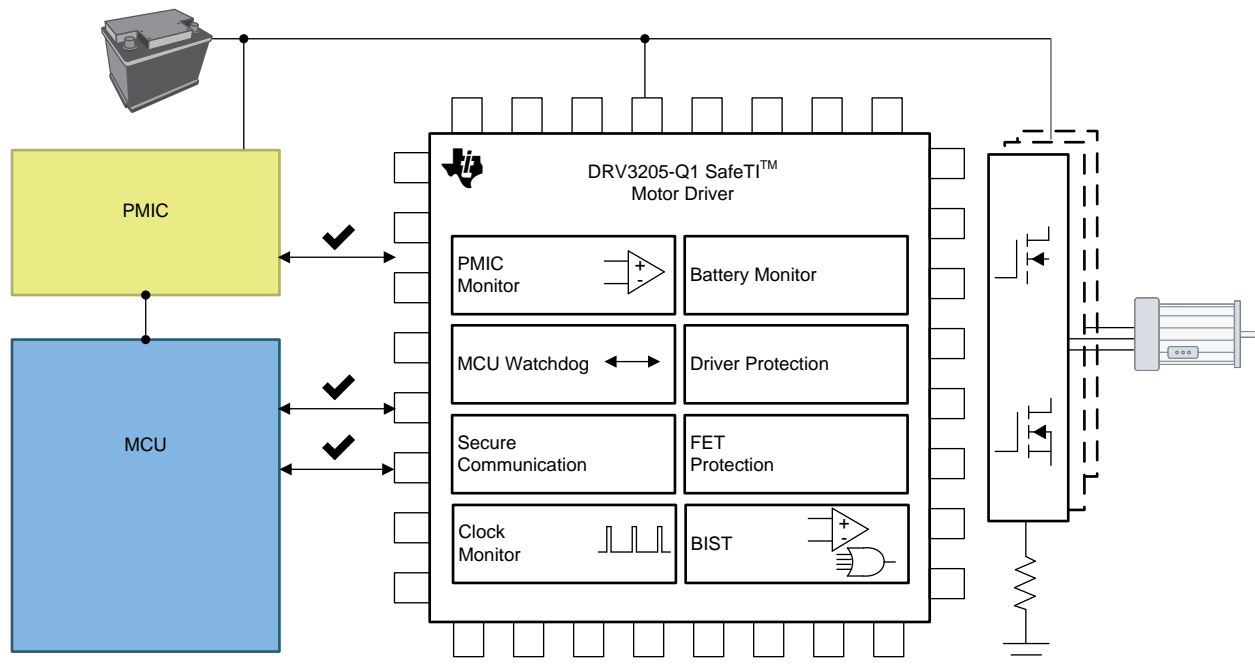 DRV3205-Q1 SafeTI™
Motor Driver
PMIC
PMIC
Monitor
+
-
Battery Monitor
MCU Watchdog
Driver Protection
MCU
Secure
Communication
FET
Protection
Clock
Monitor
BIST
+
-